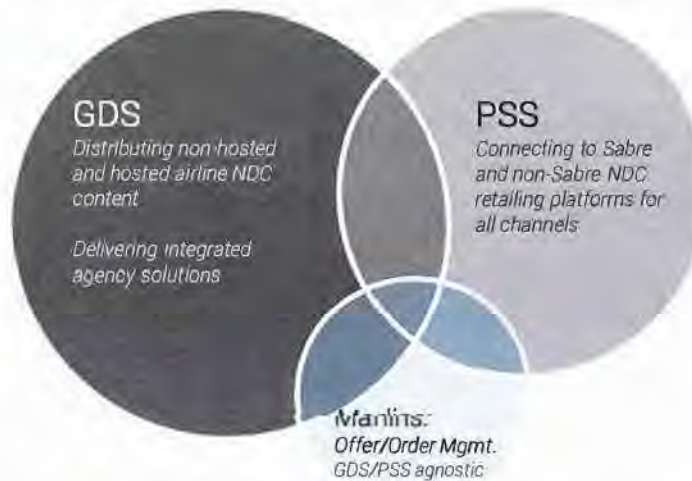 GDS
Distributing non-hosted
and hosted airline NDC
content
Delivering integrated
agency solutions
PSS
Connecting to Sabre
and non-Sabre NDC
retailing platforms for
all channels
Marlins:
Offer/Order Mgmt.
GDS/PSS agnostic